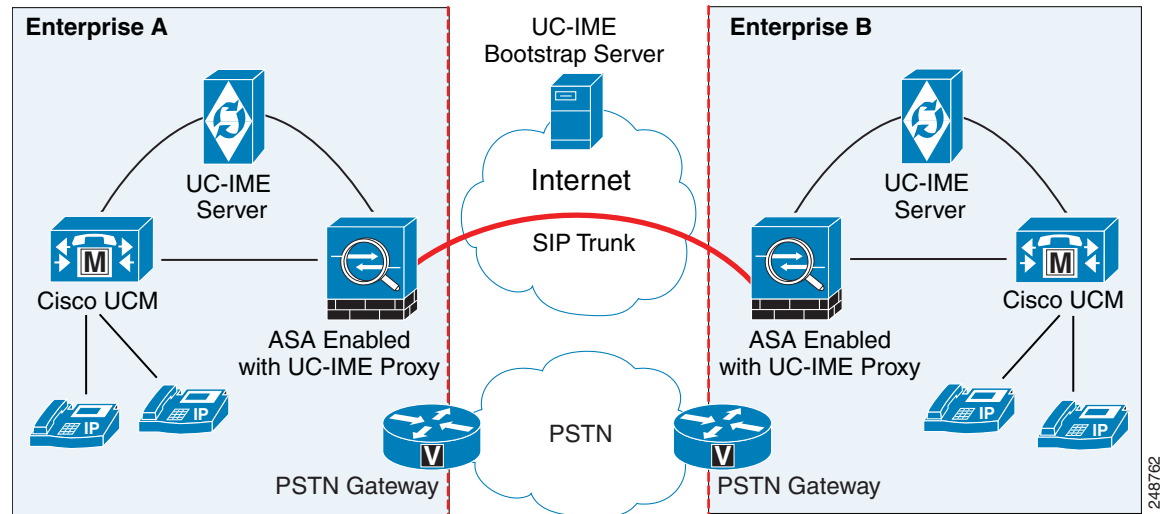 Enterprise A
UC-IME
Bootstrap Server
Enterprise B
UC-IME
Server
Internet
UC-IME
Server
SIP Trunk
M
Cisco UCM
M
Cisco UCM
ASA Enabled
with UC-IME Proxy
ASA Enabled
with UC-IME Proxy
IP
IP
IP
IP
PSTN
V
V
PSTN Gateway
PSTN Gateway
248762